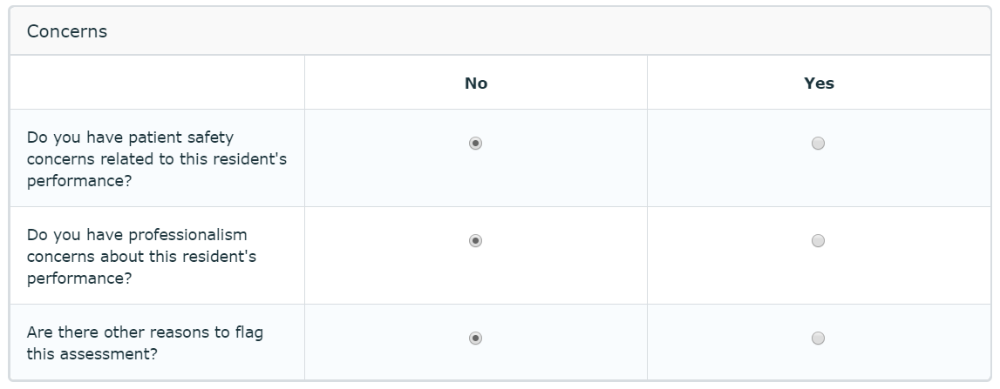 Concerns
No Yes
Do you have patient safety
concerns related to this resident's
performance?
Do you have professionalism
concerns about this resident's
performance?
Are there other reasons to flag
this assessment?